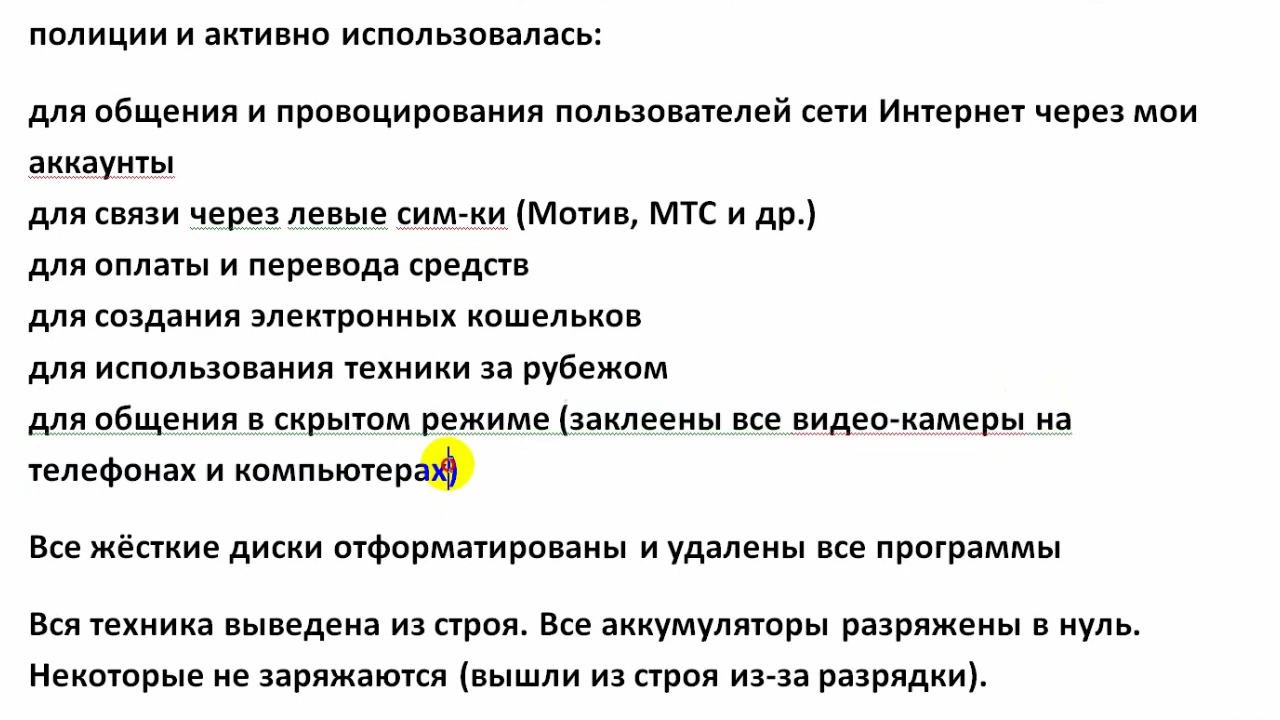 полиции и активно использовалась:
для общения и провоцирования пользователей сети Интернет через мои
аккаунты
для связи через левые сим-ки (Мотив, МТС и др.)
для оплаты и перевода средств
для создания электронных кошельков
для использования техники за рубежом
для общения в скрытом режиме (заклеены все видео-камеры на
телефонах и компьютерах)
Все жёсткие диски отформатированы и удалены все программы
Вся техника выведена из строя. Все аккумуляторы разряжены в нуль.
Некоторые не заряжаются (вышли из строя из-за разрядки).